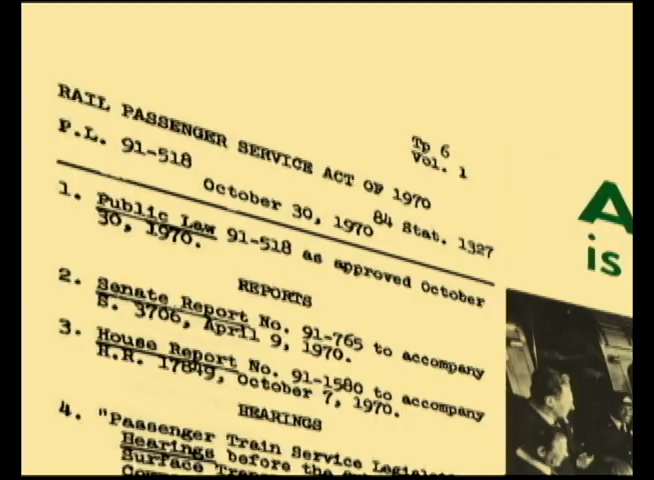 RAIL PASSENGER SERVICE ACT OF 1970
Tp 6
Vol. 1
P.L. 91-518 October 30, 1970 84 Stat. 1327
1. Public Law 91-518 as approved October
30, 1970.
REPORTS
2. Senate Report No. 91-765 to accompany
S. 3706, April 9, 1970.
3. House Report No. 91-1580 to accompany
H.R. 17849, October 7, 1970.
HEARINGS
4. "Passenger Train Service Legislat
Hearings before the
Surface
A
is